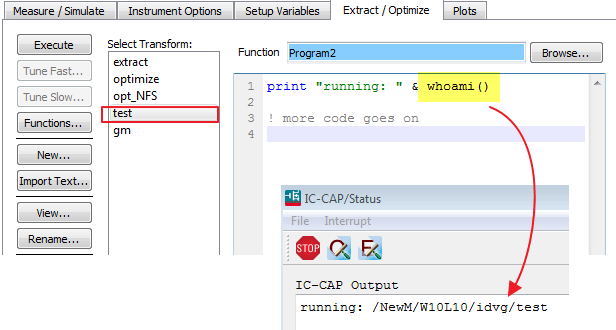 Measure / Simulate Instrument Options Setup Variables Extract / Optimize Plots
Execute
Tune Fast...
Tune Slow...
Functions...
New...
Import Text...
View...
Rename...
Select Transform:
extract
optimize
opt_NFS
test
gm
Function Program2 Browse...
1 print "running: " & whoami()
2
3 ! more code goes on
4
IC-CAP/Status
File Interrupt
STOP
IC-CAP Output
running: /NewM/W10L10/idvg/test